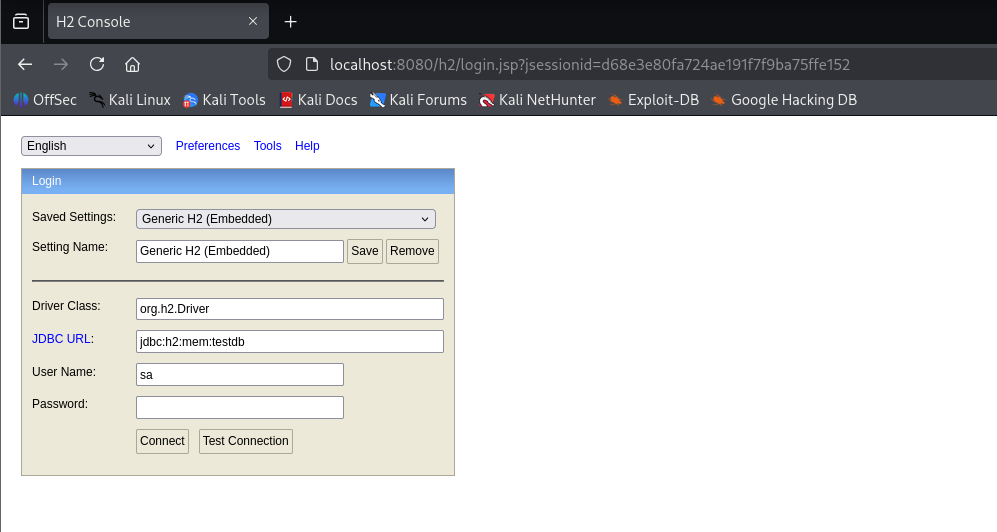 H2 Console
localhost:8080/h2/login.jsp?jsessionid=d68e3e80fa724ae191f7f9ba75ffe152
OffSec Kali Linux Kali Tools Kali Docs Kali Forums Kali NetHunter Exploit-DB Google Hacking DB
English Preferences Tools Help
Login
Saved Settings: Generic H2 (Embedded)
Setting Name: Generic H2 (Embedded) Save Remove
Driver Class: org.h2.Driver
JDBC URL: jdbc:h2:mem:testdb
User Name: sa
Password:
Connect Test Connection